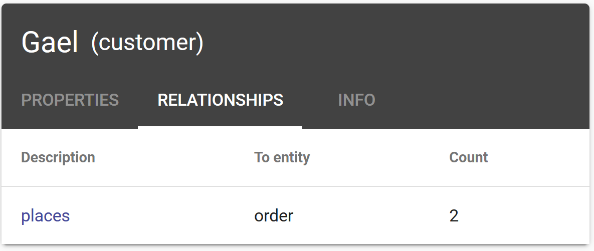 Gael (customer)
PROPERTIES RELATIONSHIPS INFO
Description To entity Count
places order 2